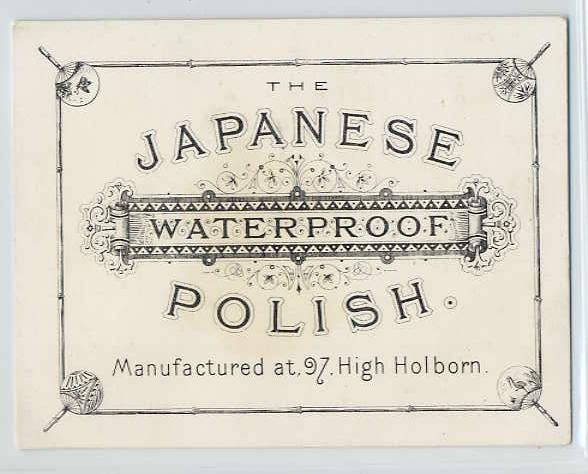 THE
JAPANESE
WATERPROOF
POLISH.
Manufactured at, 97, High Holborn.